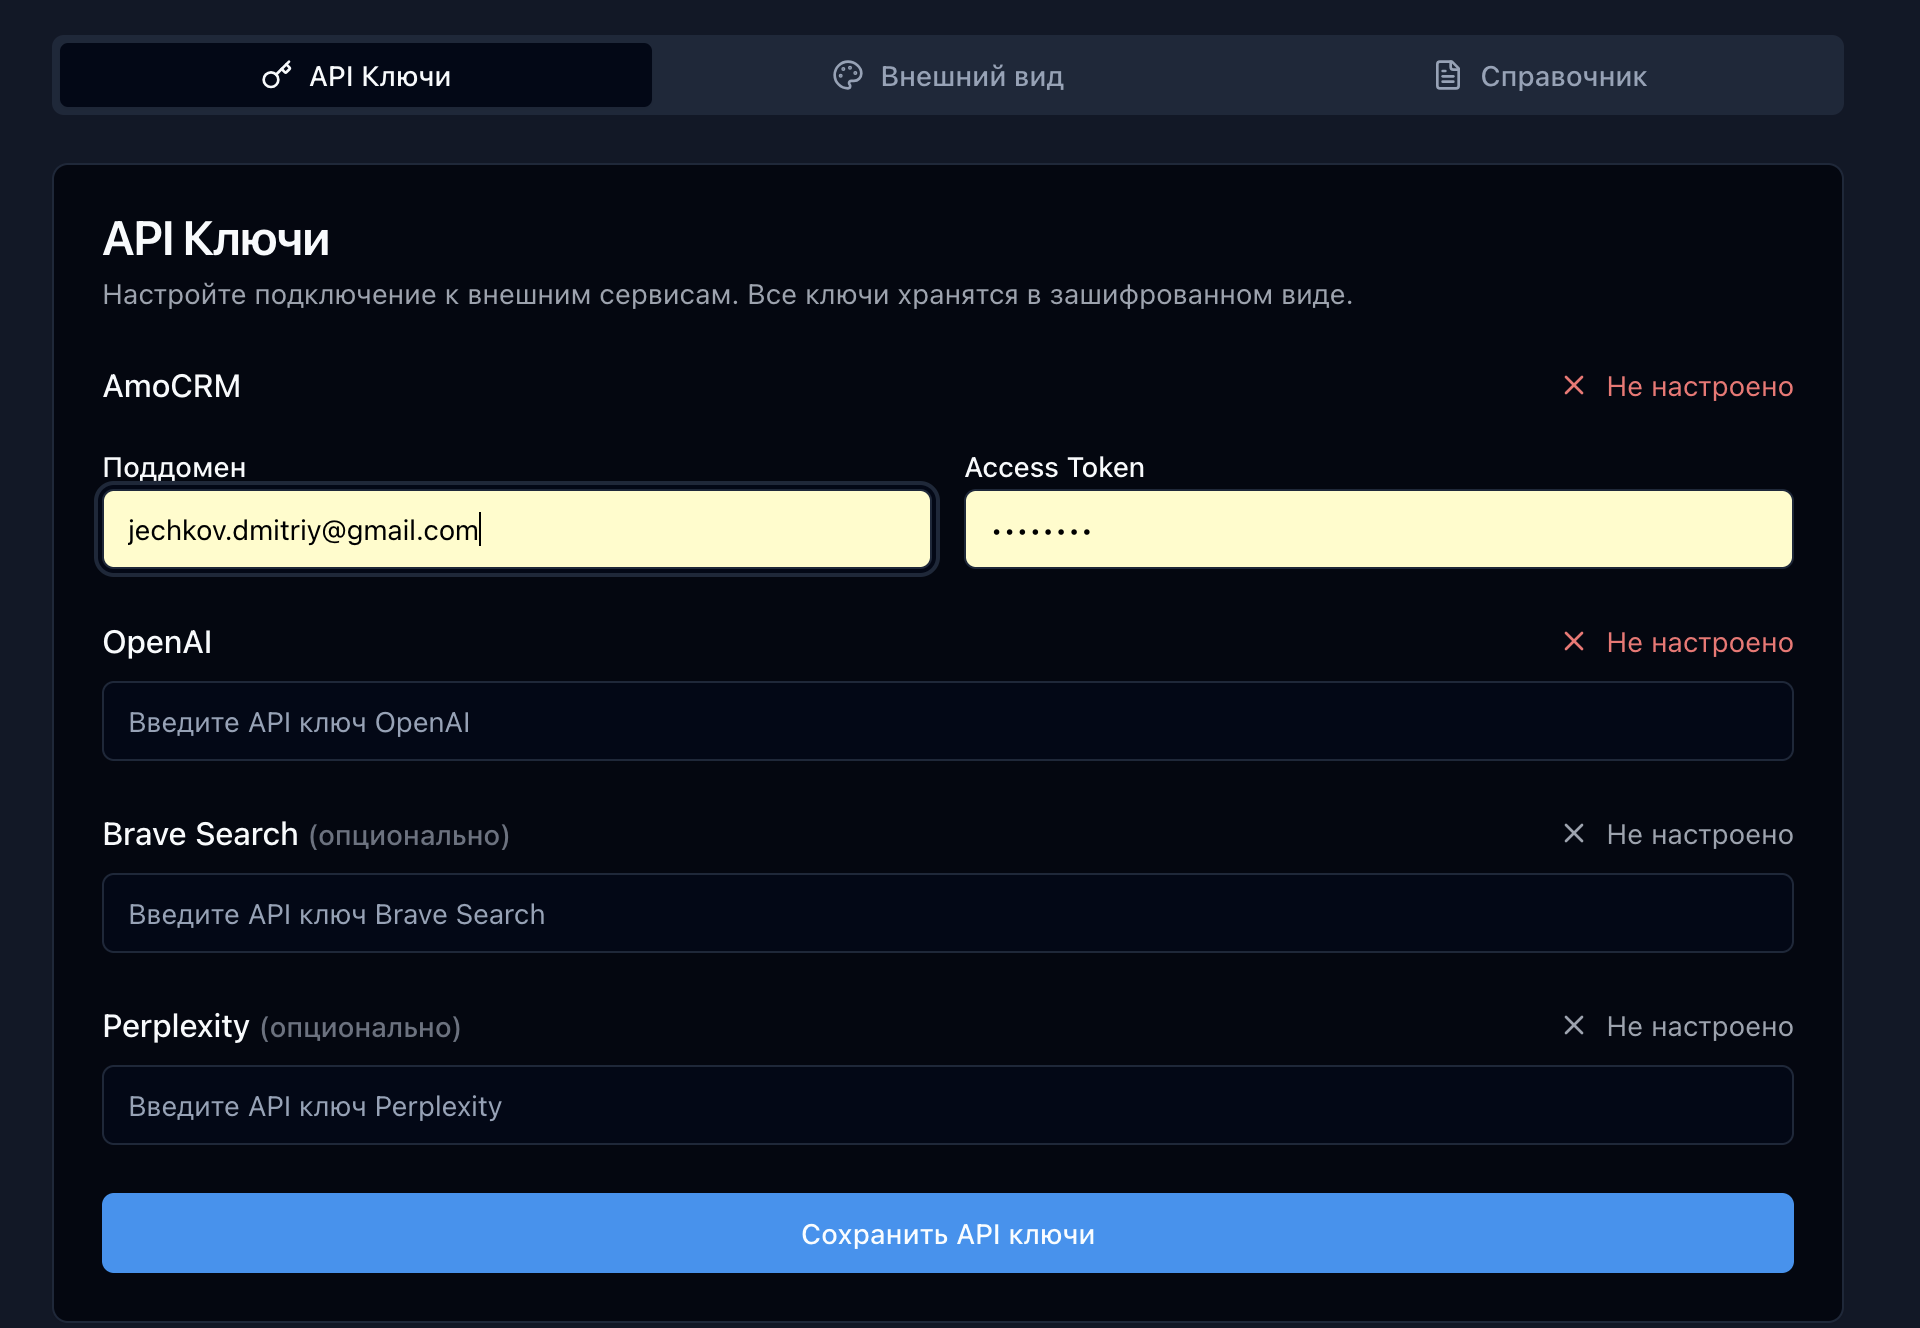 API Ключи
Внешний вид
Справочник
API Ключи
Настройте подключение к внешним сервисам. Все ключи хранятся в зашифрованном виде.
AmoCRM
Не настроено
Поддомен
Access Token
jechkov.dmitriy@gmail.com
••••••••
OpenAI
Не настроено
Введите API ключ OpenAI
Brave Search (опционально)
Не настроено
Введите API ключ Brave Search
Perplexity (опционально)
Не настроено
Введите API ключ Perplexity
Сохранить API ключи